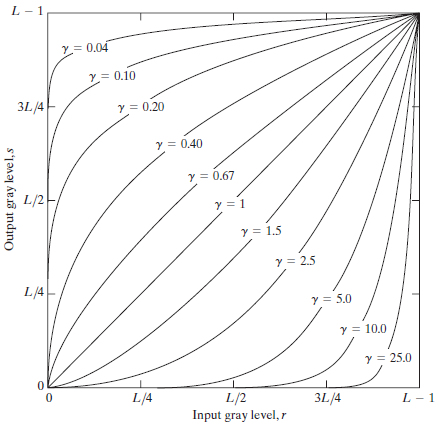 L − 1
γ = 0.04
γ = 0.10
3L/4
γ = 0.20
γ = 0.40
γ = 0.67
L/2
γ = 1
γ = 1.5
γ = 2.5
L/4
γ = 5.0
γ = 10.0
γ = 25.0
0
0
L/4
L/2
3L/4
L − 1
Input gray level, r
Output gray level, s